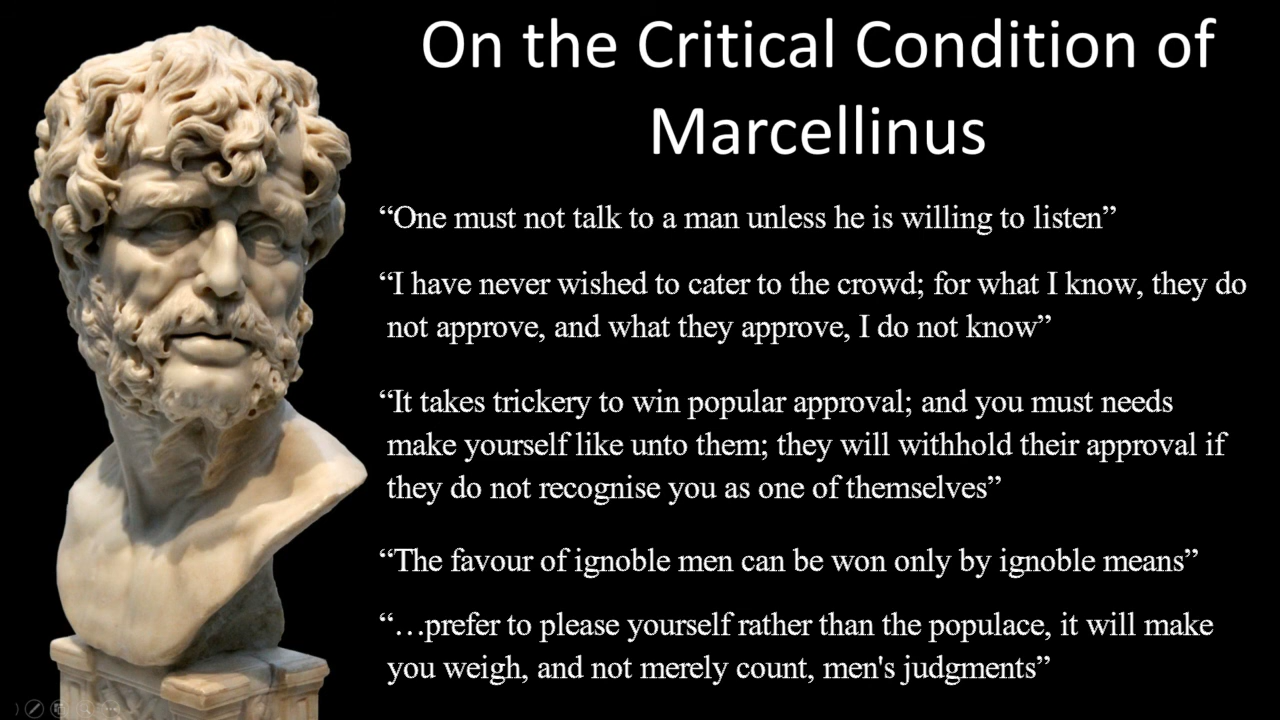 On the Critical Condition of
Marcellinus
“One must not talk to a man unless he is willing to listen”
“I have never wished to cater to the crowd; for what I know, they do
not approve, and what they approve, I do not know”
“It takes trickery to win popular approval; and you must needs
make yourself like unto them; they will withhold their approval if
they do not recognise you as one of themselves”
“The favour of ignoble men can be won only by ignoble means”
“…prefer to please yourself rather than the populace, it will make
you weigh, and not merely count, men's judgments”